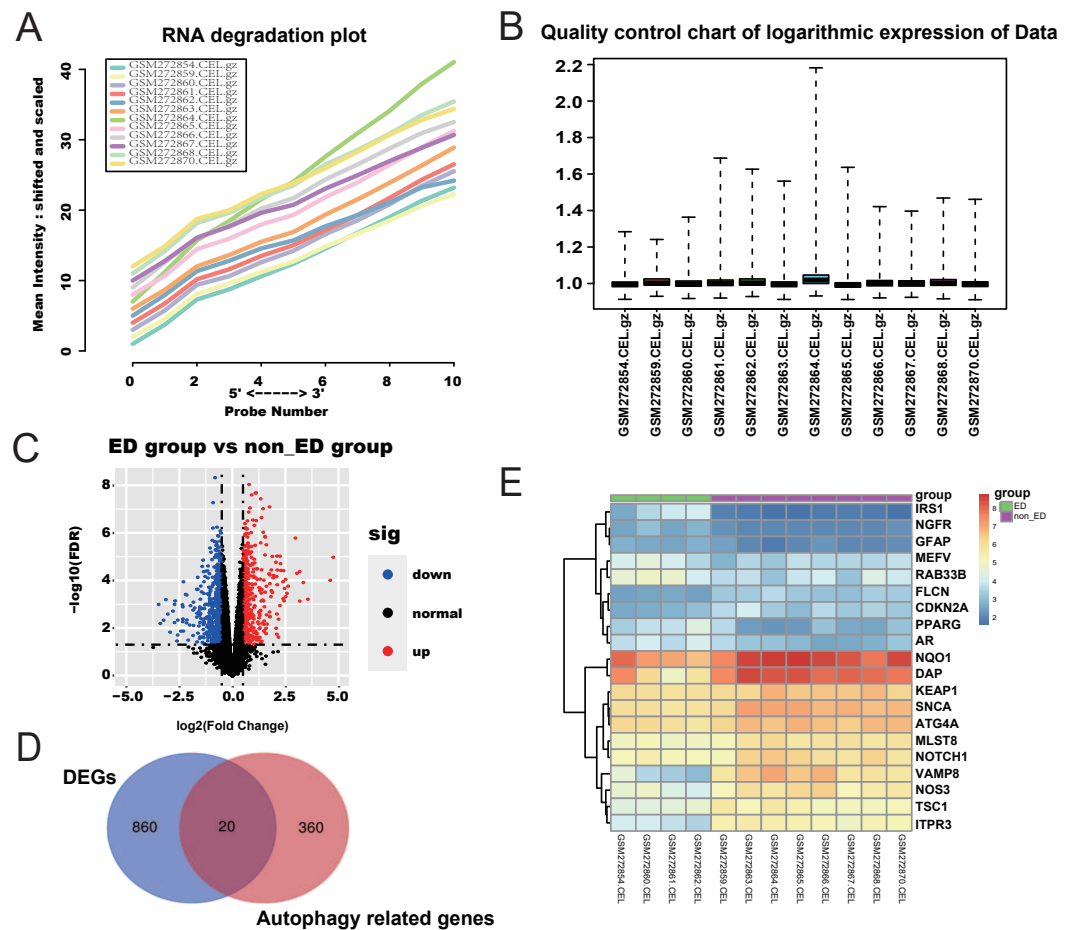 A
RNA degradation plot
GSM272854.CEL.gz
GSM272859.CEL.gz
GSM272860.CEL.gz
GSM272861.CEL.gz
GSM272862.CEL.gz
GSM272863.CEL.gz
GSM272864.CEL.gz
GSM272865.CEL.gz
GSM272866.CEL.gz
GSM272867.CEL.gz
GSM272868.CEL.gz
GSM272870.CEL.gz
Mean Intensity : shifted and scaled
40
30
20
10
0
0 2 4 6 8 10
5' <-----> 3'
Probe Number
B
Quality control chart of logarithmic expression of Data
2.2
2.0
1.8
1.6
1.4
1.2
1.0
GSM272854.CEL.gz
GSM272859.CEL.gz
GSM272860.CEL.gz
GSM272861.CEL.gz
GSM272862.CEL.gz
GSM272863.CEL.gz
GSM272864.CEL.gz
GSM272865.CEL.gz
GSM272866.CEL.gz
GSM272867.CEL.gz
GSM272868.CEL.gz
GSM272870.CEL.gz
C
ED group vs non_ED group
−log10(FDR)
8
6
4
2
0
−5.0 −2.5 0.0 2.5 5.0
log2(Fold Change)
sig
down
normal
up
D
DEGs
860 20 360
Autophagy related genes
E
group
IRS1
NGFR
GFAP
MEFV
RAB33B
FLCN
CDKN2A
PPARG
AR
NQO1
DAP
KEAP1
SNCA
ATG4A
MLST8
NOTCH1
VAMP8
NOS3
TSC1
ITPR3
group
ED
non_ED
8
7
6
5
4
3
2
GSM272854.CEL
GSM272860.CEL
GSM272861.CEL
GSM272862.CEL
GSM272859.CEL
GSM272863.CEL
GSM272864.CEL
GSM272865.CEL
GSM272866.CEL
GSM272867.CEL
GSM272868.CEL
GSM272870.CEL